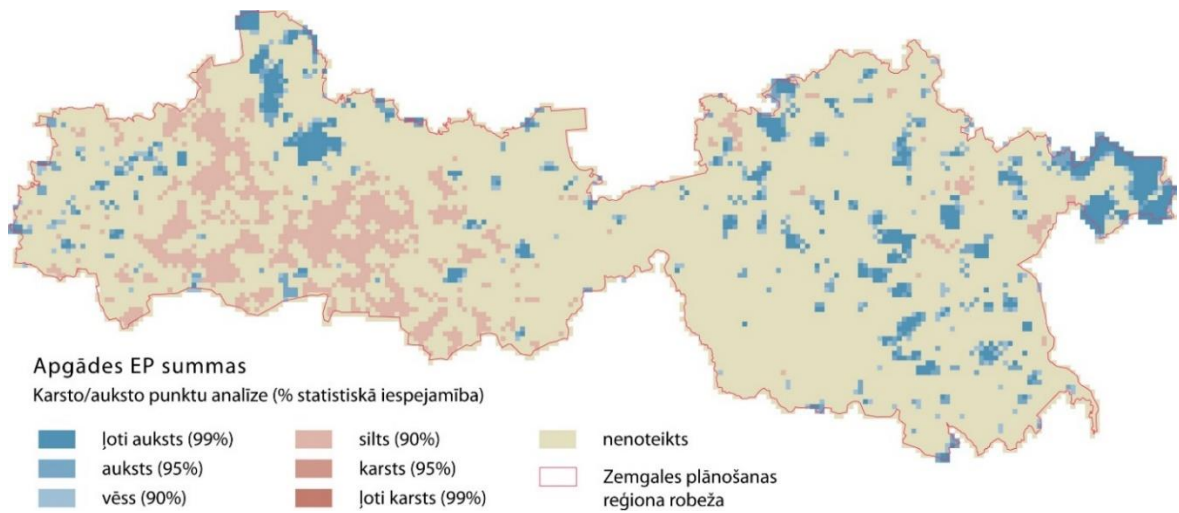 Apgādes EP summas
Karsto/auksto punktu analīze (% statistiskā iespejamība)
ļoti auksts (99%)
auksts (95%)
vēss (90%)
silts (90%)
karsts (95%)
ļoti karsts (99%)
nenoteikts
Zemgales plānošanas
reģiona robeža